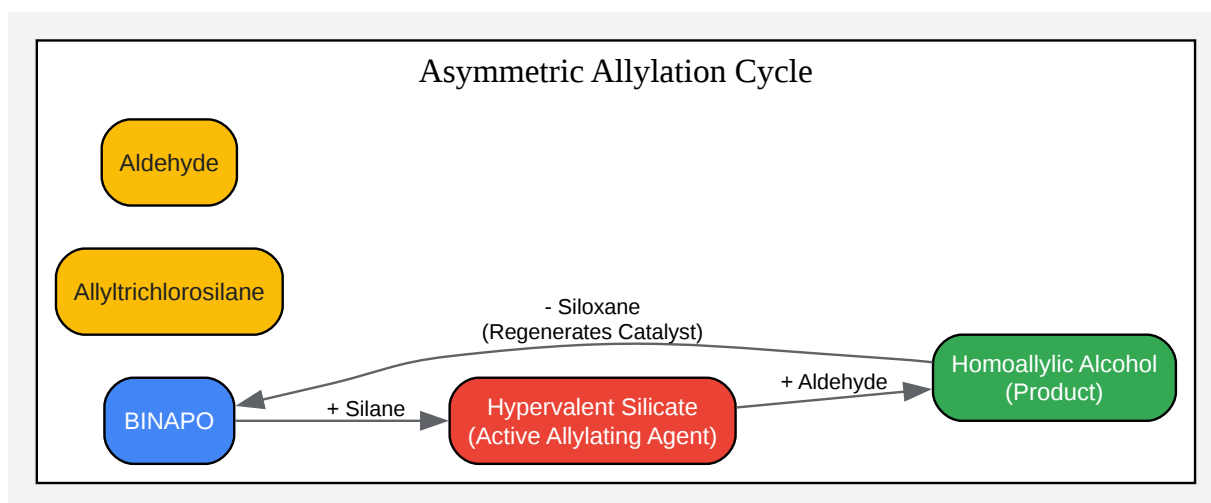 Asymmetric Allylation Cycle
Aldehyde
Allyltrichlorosilane
- Siloxane
(Regenerates Catalyst)
BINAPO
+ Silane
Hypervalent Silicate
(Active Allylating Agent)
+ Aldehyde
Homoallylic Alcohol
(Product)